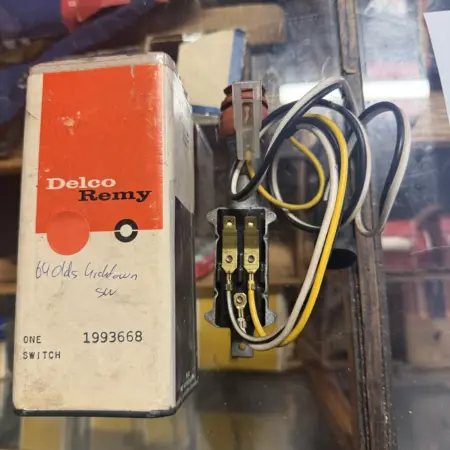 Delco
Remy
64 Olds Kickdown
sw
ONE
SWITCH
1993668